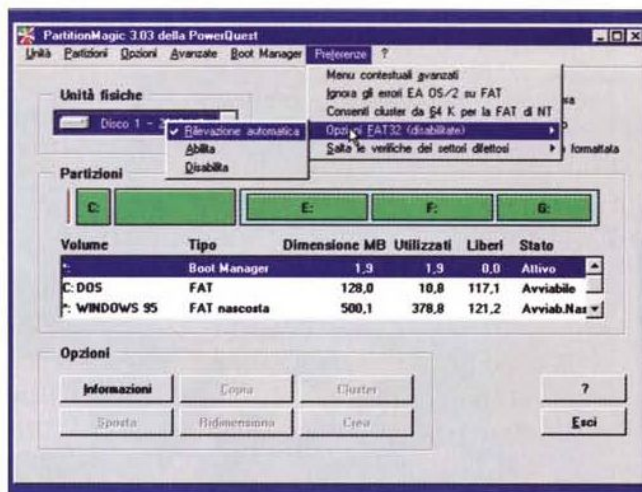 PartitionMagic 3.03 della PowerQuest
Unità Partizioni Opzioni Avanzate Boot Manager Preferenze ?
Menu contestuali avanzati
Ignora gli errori EA OS/2 su FAT
Consenti cluster da 64 K per la FAT di NT
Opzioni FAT32 (disabilitate)
Salta le verifiche dei settori difettosi
formattata
Unità fisiche
Disco 1 -
Rilevazione automatica
Abilita
Disabilita
Partizioni
C: E: F: G:
Volume Tipo Dimensione MB Utilizzati Liberi Stato
*: Boot Manager 1,9 1,9 0,0 Attivo
C: DOS FAT 128,0 10,8 117,1 Avviabile
*: WINDOWS 95 FAT nascosta 500,1 378,8 121,2 Avviab.Nas
Opzioni
Informazioni Copia Cluster ?
Sposta Ridimensiona Crea Esci